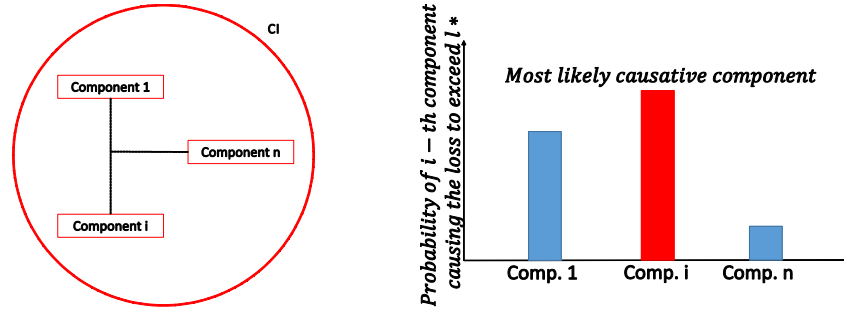 CI
Component 1
Component n
Component i
Probability of i − th component
causing the loss to exceed l *
Most likely causative component
Comp. 1
Comp. i
Comp. n